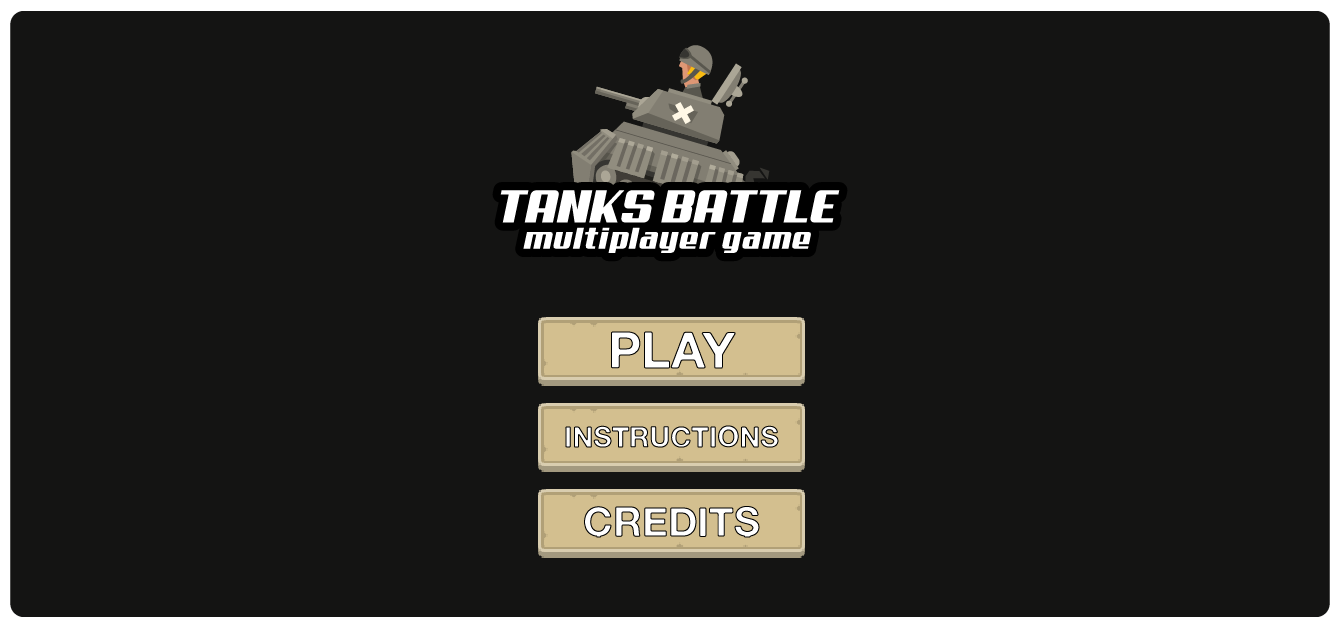 TANKS BATTLE
multiplayer game
PLAY
INSTRUCTIONS
CREDITS